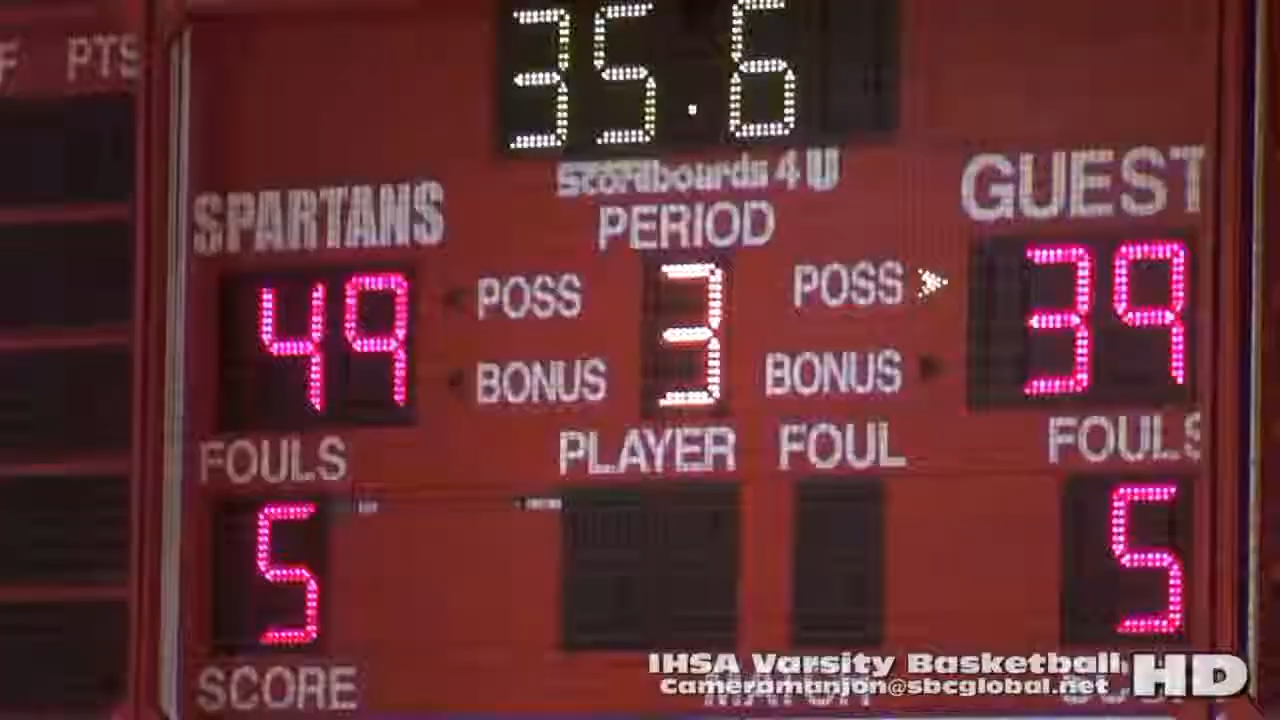 F PTS
35.6
Scoreboards 4 U
SPARTANS
PERIOD
GUEST
49
POSS
3
POSS
39
BONUS
BONUS
FOULS
PLAYER FOUL
FOULS
5
5
SCORE
MATCH
IHSA Varsity Basketball
Cameramanjon@sbcglobal.net
HD